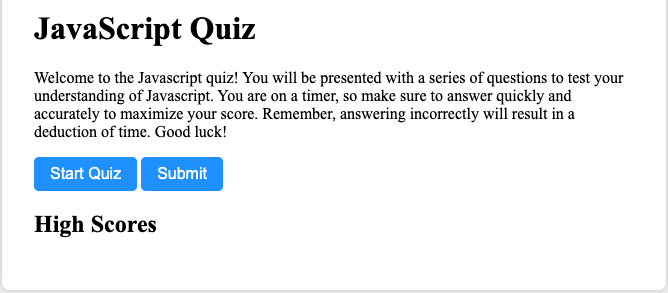 JavaScript Quiz
Welcome to the Javascript quiz! You will be presented with a series of questions to test your
understanding of Javascript. You are on a timer, so make sure to answer quickly and
accurately to maximize your score. Remember, answering incorrectly will result in a
deduction of time. Good luck!
Start Quiz Submit
High Scores